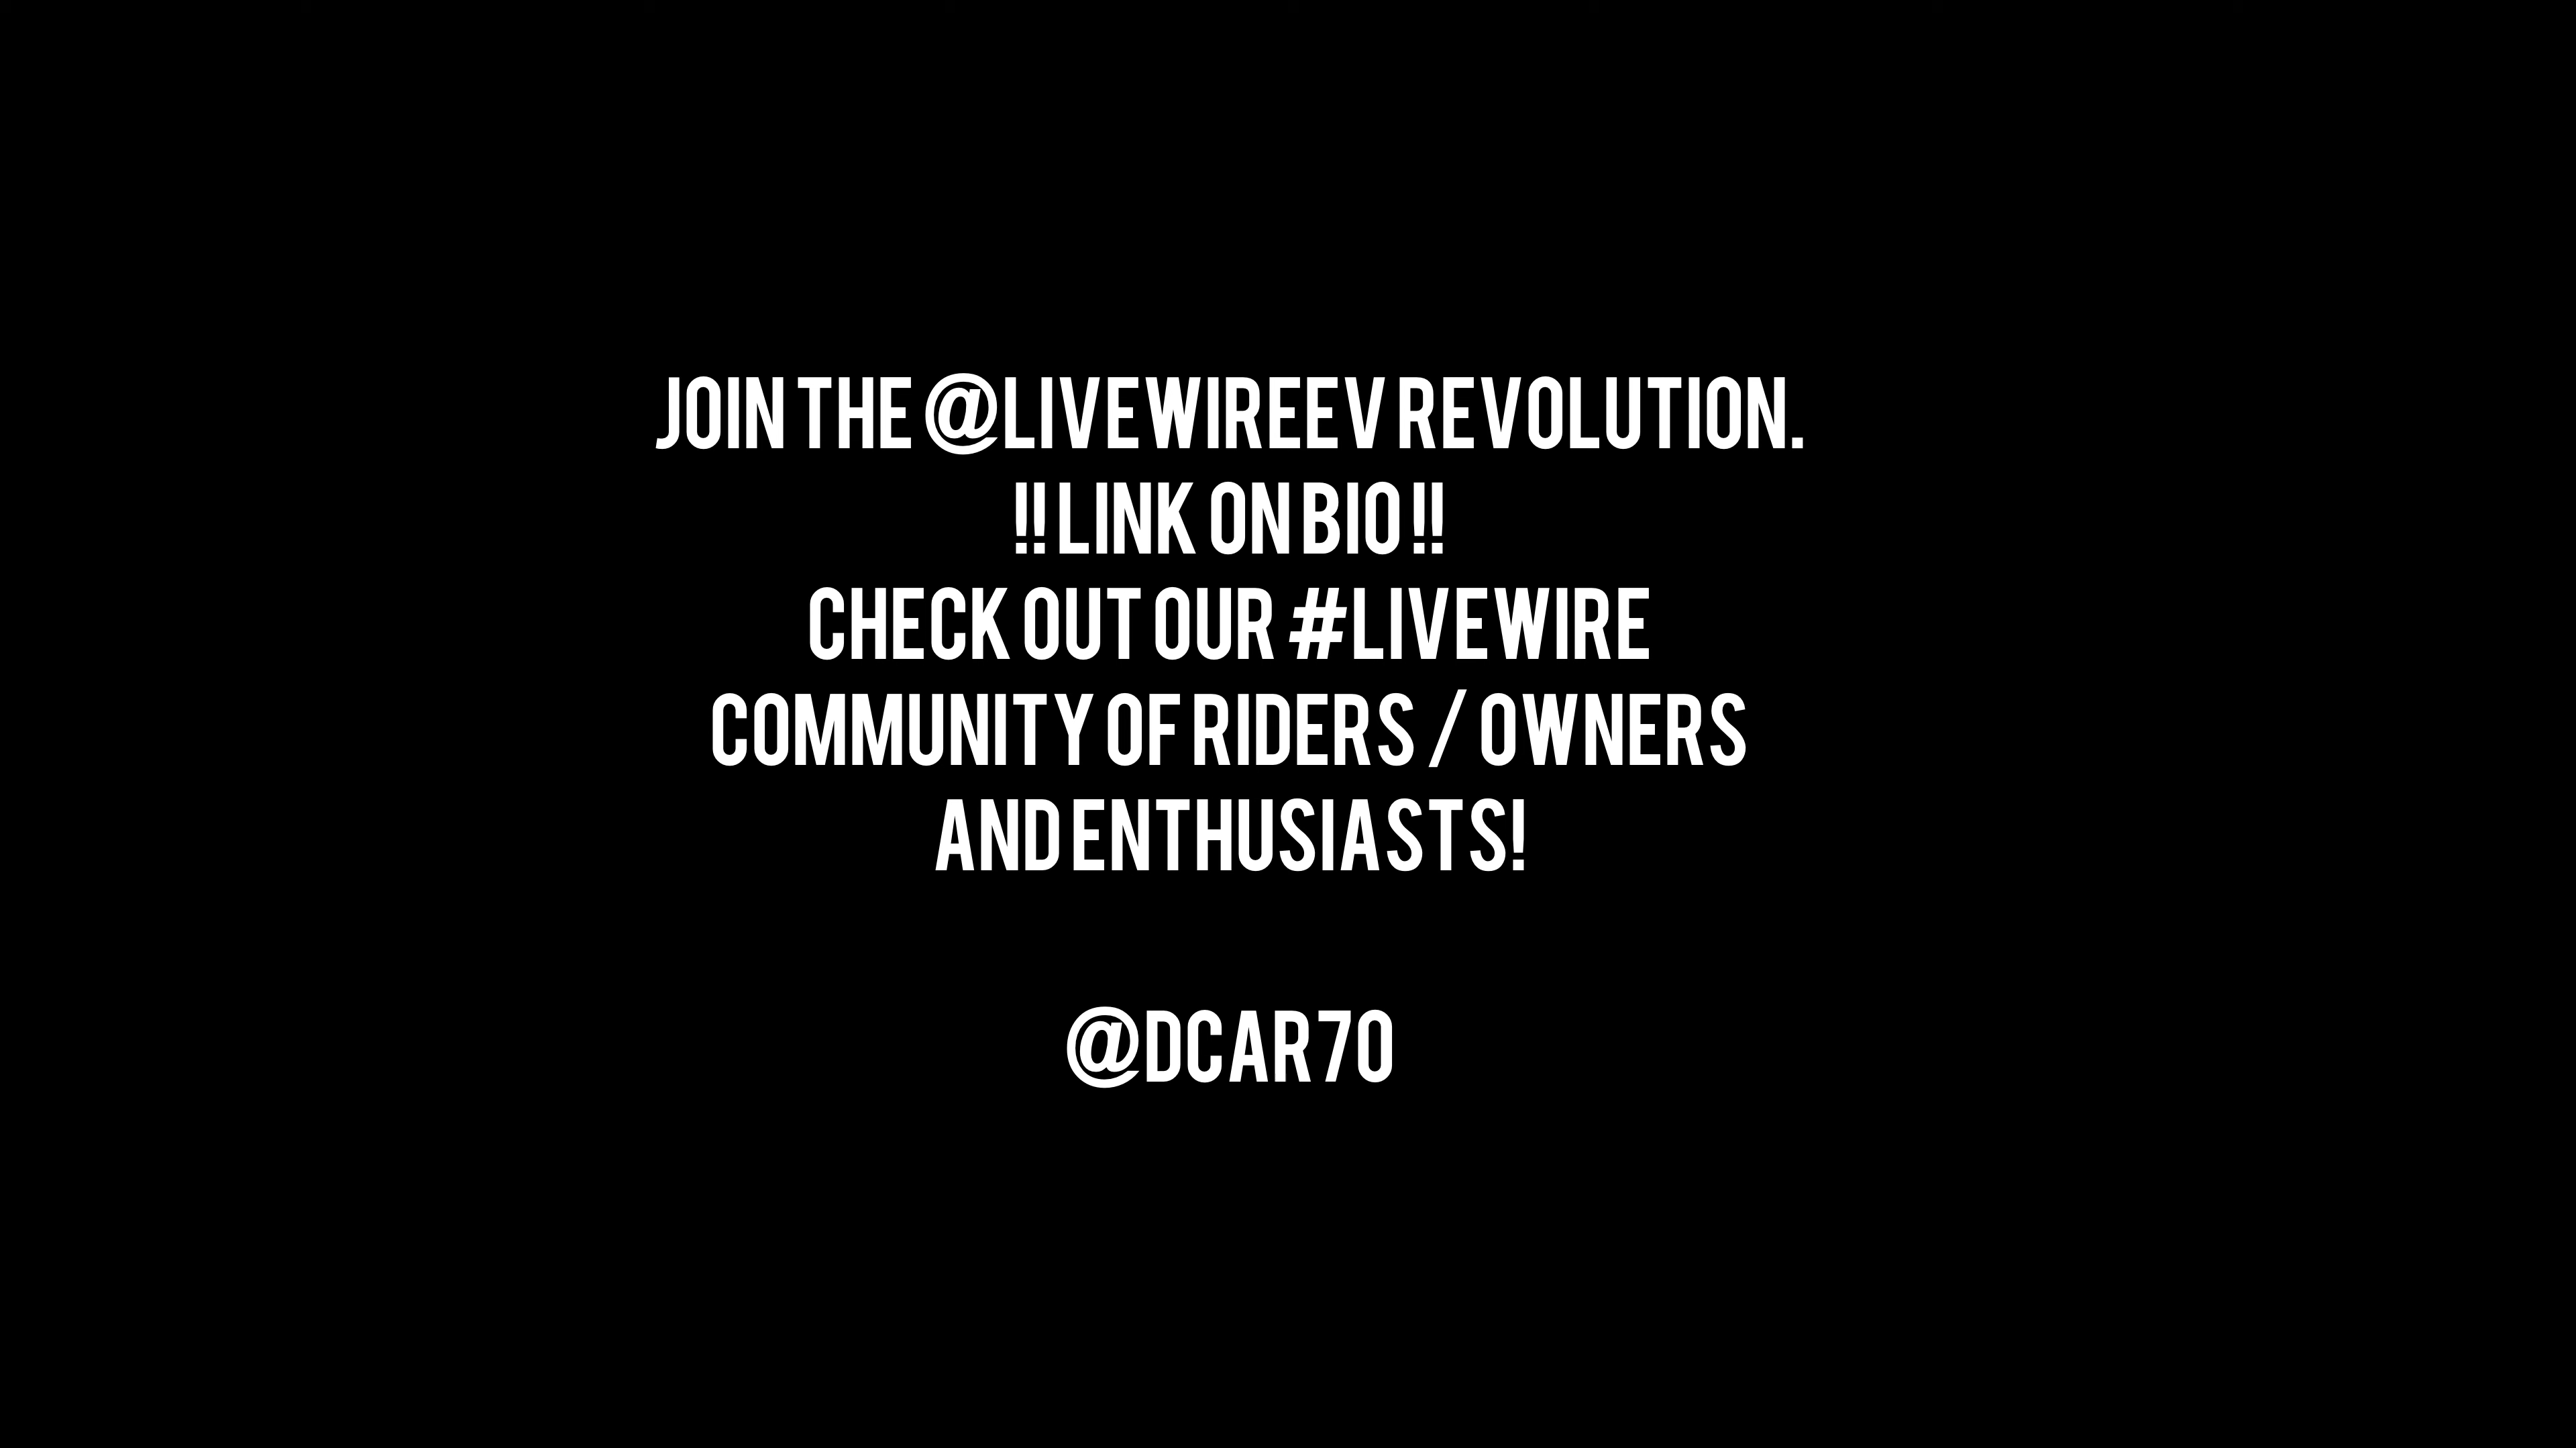 JOIN THE @LIVEWIREEV REVOLUTION.
!! LINK ON BIO !!
CHECK OUT OUR #LIVEWIRE
COMMUNITY OF RIDERS / OWNERS
AND ENTHUSIASTS!
@DCAR70